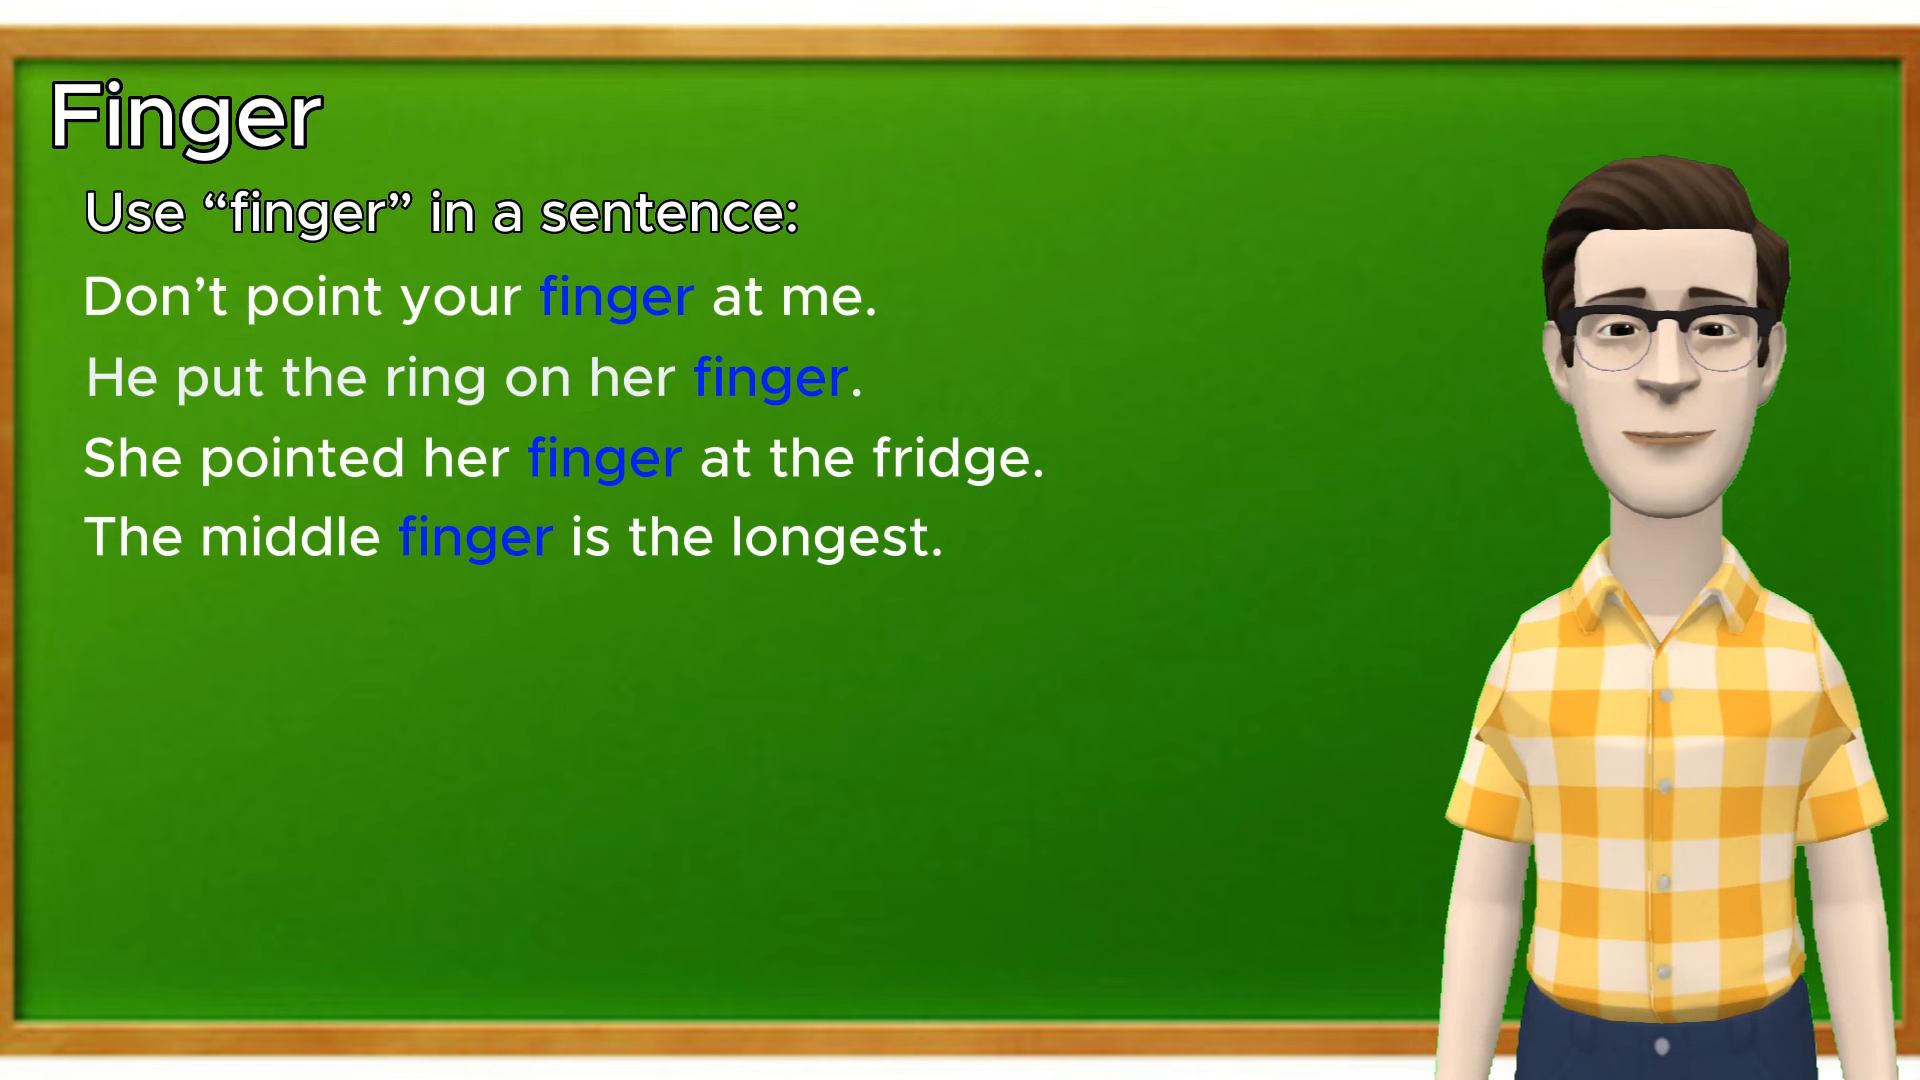 Finger
Use “finger” in a sentence:
Don’t point your finger at me.
He put the ring on her finger.
She pointed her finger at the fridge.
The middle finger is the longest.